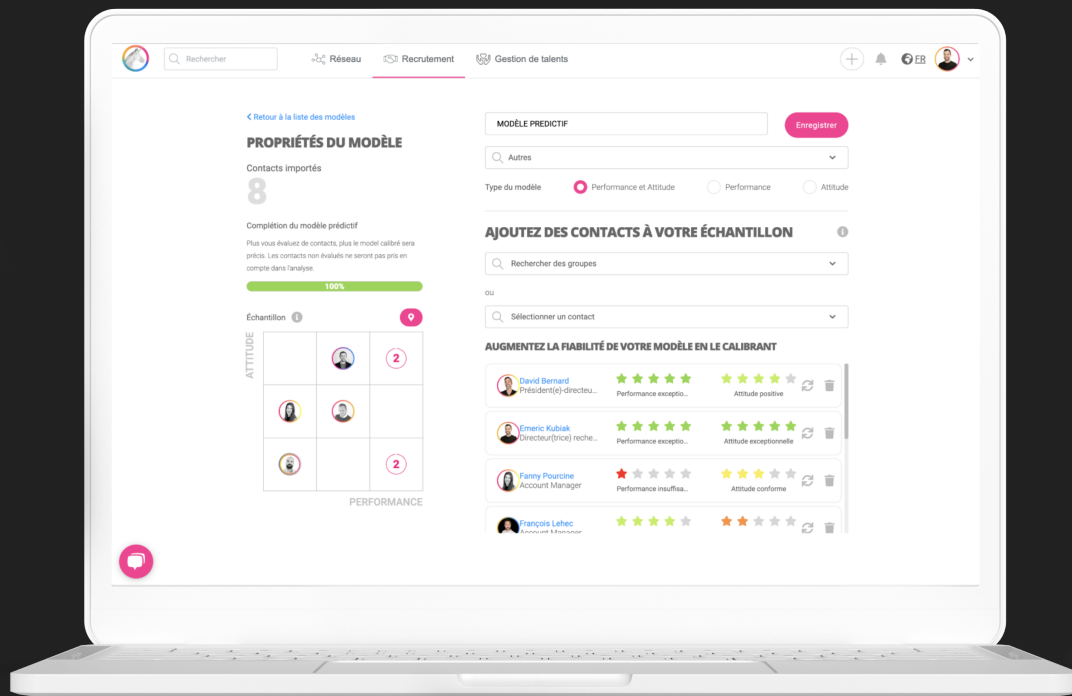 Rechercher
Réseau
Recrutement
Gestion de talents
FR
Retour à la liste des modèles
PROPRIÉTÉS DU MODÈLE
Contacts importés
8
Complétion du modèle prédictif
Plus vous évaluez de contacts, plus le model calibré sera
précis. Les contacts non évalués ne seront pas pris en
compte dans l'analyse.
100%
Échantillon
ATTITUDE
2
2
PERFORMANCE
MODÈLE PREDICTIF
Enregistrer
Autres
Type du modèle
Performance et Attitude
Performance
Attitude
AJOUTEZ DES CONTACTS À VOTRE ÉCHANTILLON
Rechercher des groupes
ou
Sélectionner un contact
AUGMENTEZ LA FIABILITÉ DE VOTRE MODÈLE EN LE CALIBRANT
David Bernard
Président(e)-directeu...
Performance exceptio...
Attitude positive
Emeric Kubiak
Directeur(trice) reche...
Performance exceptio...
Attitude exceptionnelle
Fanny Pourcine
Account Manager
Performance insuffisa...
Attitude conforme
François Lehec
Account Manager